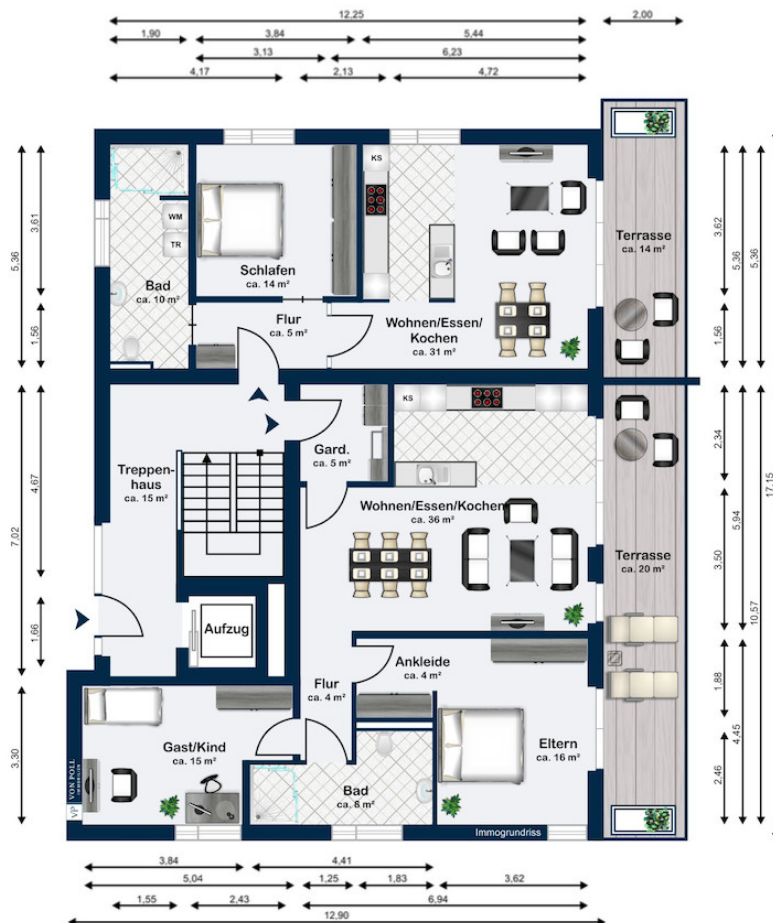 12,25
2,00
1,90
3,84
5,44
3,13
6,23
4,17
2,13
4,72
KS
WM
TR
Schlafen
ca. 14 m²
Bad
ca. 10 m²
Flur
ca. 5 m²
Wohnen/Essen/
Kochen
ca. 31 m²
Terrasse
ca. 14 m²
5,36
3,61
1,56
3,62
1,56
5,36
5,36
KS
Gard.
ca. 5 m²
Treppen-
haus
ca. 15 m²
Wohnen/Essen/Kochen
ca. 36 m²
Terrasse
ca. 20 m²
7,02
4,67
1,66
2,34
3,50
5,94
10,57
17,15
Aufzug
Ankleide
ca. 4 m²
Flur
ca. 4 m²
Gast/Kind
ca. 15 m²
Bad
ca. 8 m²
Eltern
ca. 16 m²
3,30
1,88
2,46
4,45
VP VON POLL
IMMOBILIEN
Immogrundriss
3,84
4,41
5,04
1,25
1,83
3,62
1,55
2,43
6,94
12,90